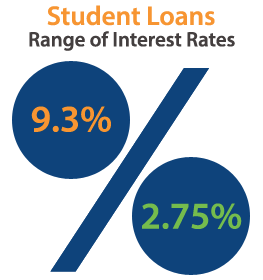 Student Loans
Range of Interest Rates
9.3%
2.75%